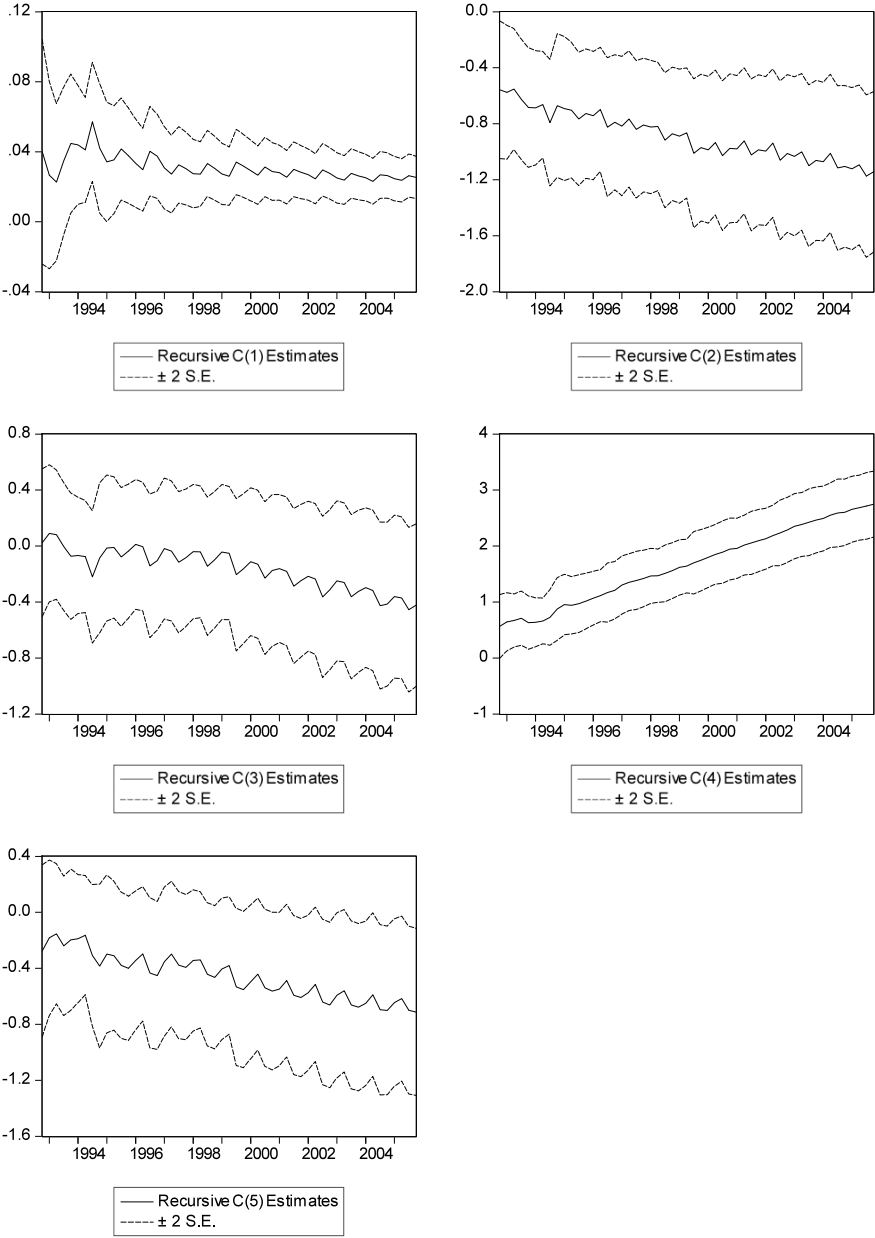 .12
.08
.04
.00
-.04
1994 1996 1998 2000 2002 2004
Recursive C(1) Estimates
± 2 S.E.
0.0
-0.4
-0.8
-1.2
-1.6
-2.0
1994 1996 1998 2000 2002 2004
Recursive C(2) Estimates
± 2 S.E.
0.8
0.4
0.0
-0.4
-0.8
-1.2
1994 1996 1998 2000 2002 2004
Recursive C(3) Estimates
± 2 S.E.
4
3
2
1
0
-1
1994 1996 1998 2000 2002 2004
Recursive C(4) Estimates
± 2 S.E.
0.4
0.0
-0.4
-0.8
-1.2
-1.6
1994 1996 1998 2000 2002 2004
Recursive C(5) Estimates
± 2 S.E.